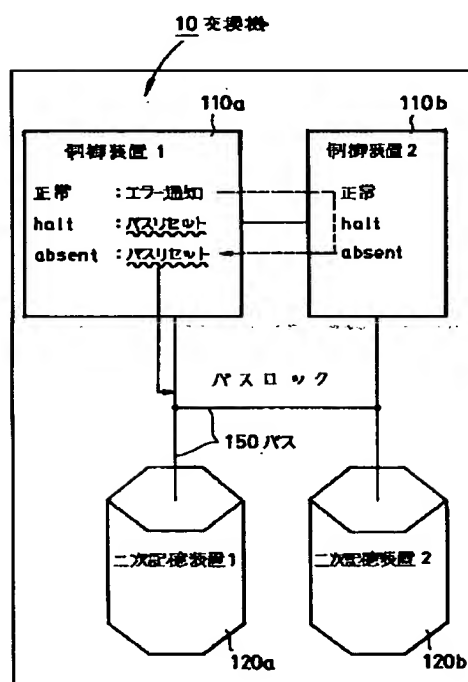 10 交換機
110a
110b
制御装置1
正常 :エラー通知
halt :バスリセット
absent :バスリセット
制御装置2
正常
halt
absent
バスロック
150 バス
二次記憶装置1
二次記憶装置2
120a
120b